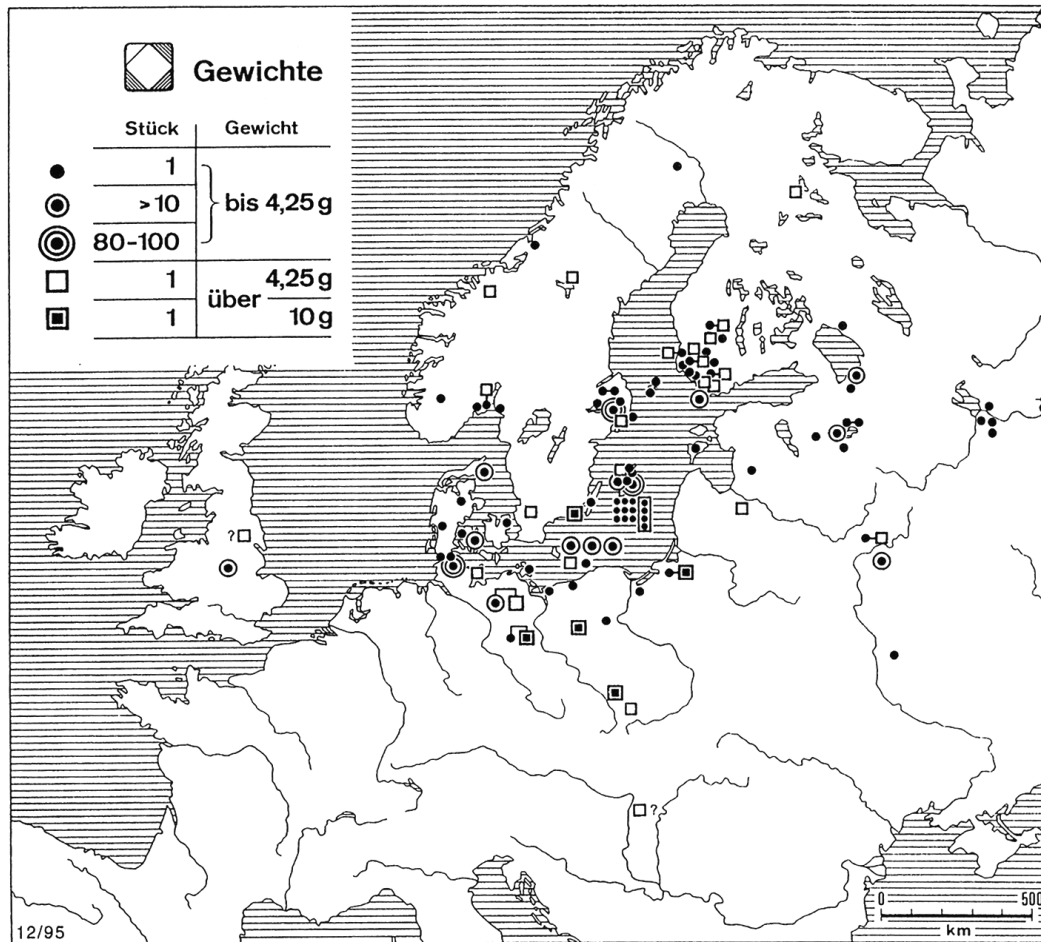 Gewichte
Stück Gewicht
1
>10 bis 4,25 g
80-100
1 4,25 g
über
1 10 g
?
?
0 500
km
12/95